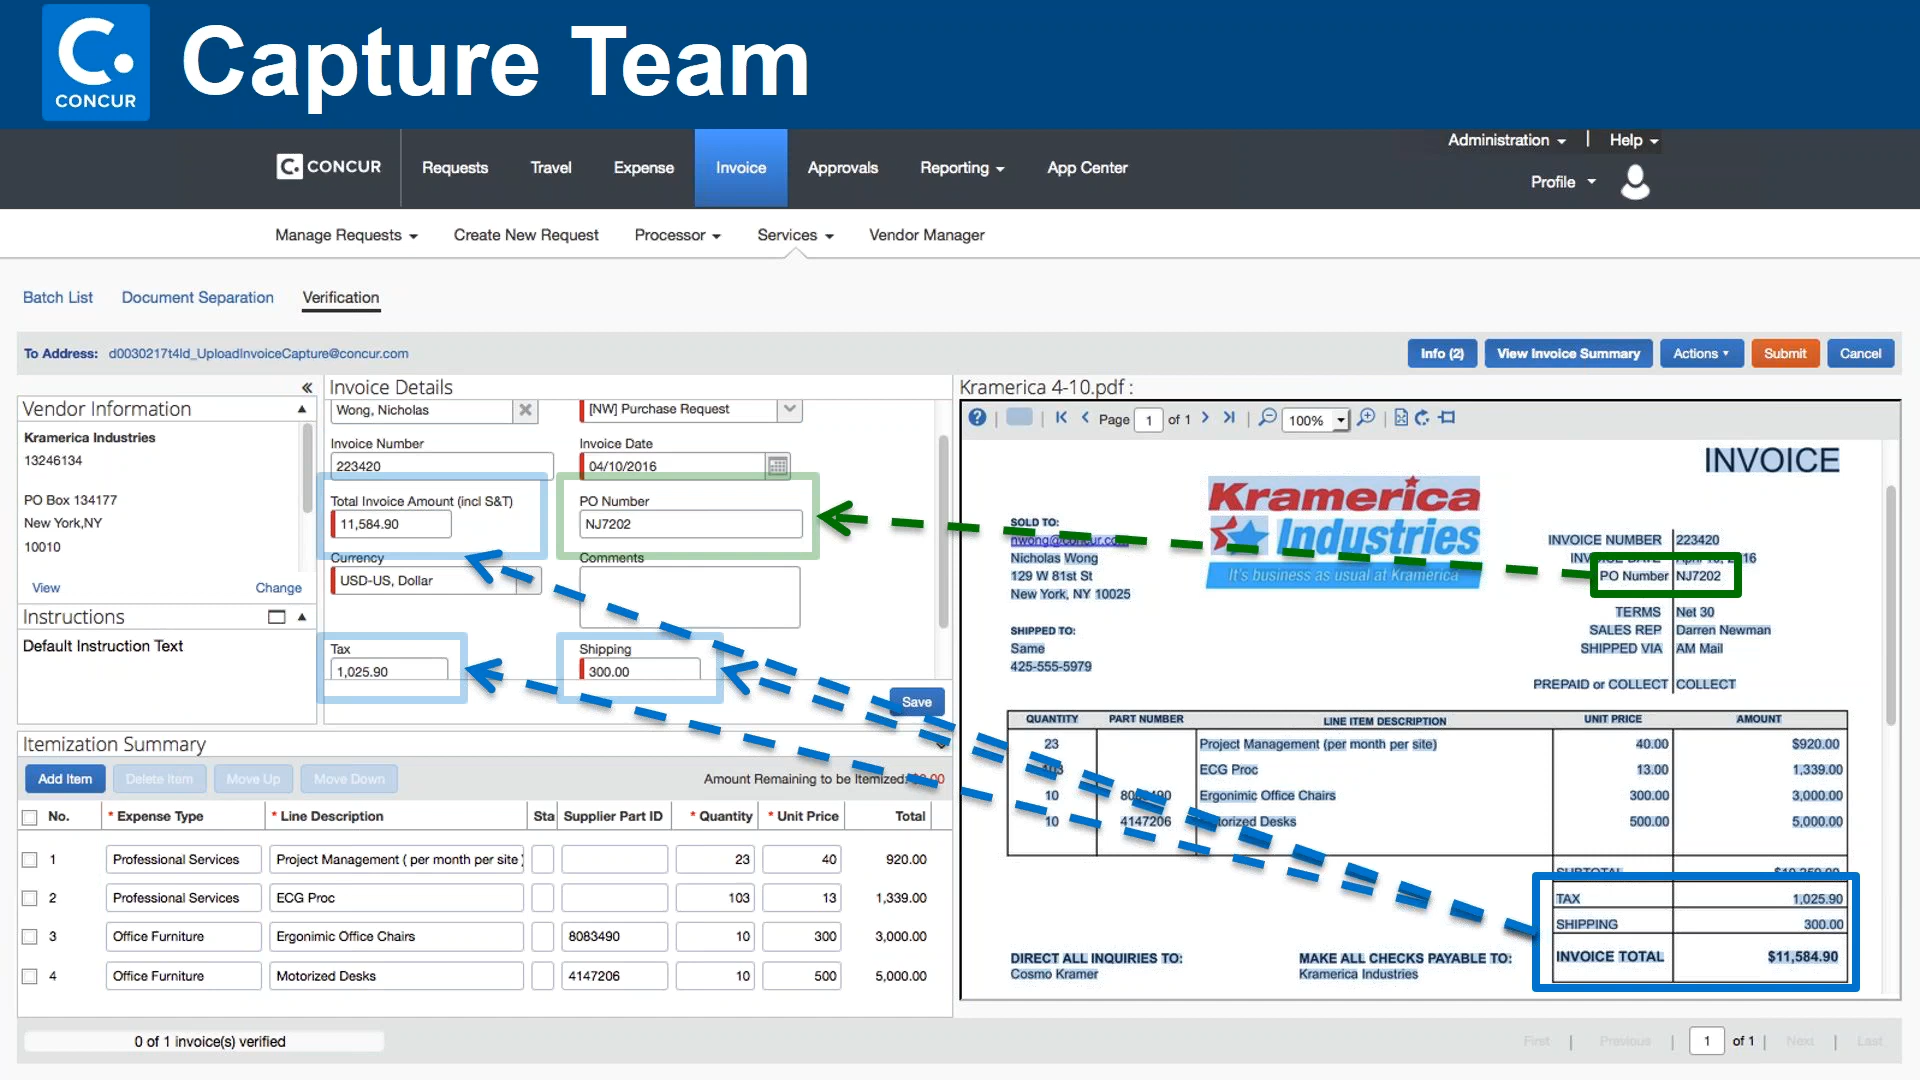 CONCUR
Capture Team
CONCUR
Requests
Travel
Expense
Invoice
Approvals
Reporting
App Center
Administration | Help
Profile
Manage Requests
Create New Request
Processor
Services
Vendor Manager
Batch List
Document Separation
Verification
To Address: d0030217t4ld_UploadInvoiceCapture@concur.com
Info (2)
View Invoice Summary
Actions
Submit
Cancel
«
Vendor Information
Kramerica Industries
13246134
PO Box 134177
New York,NY
10010
View
Change
Instructions
Default Instruction Text
Invoice Details
Wong, Nicholas
[NW] Purchase Request
Invoice Number
Invoice Date
223420
04/10/2016
Total Invoice Amount (incl S&T)
PO Number
11,584.90
NJ7202
Currency
Comments
USD-US, Dollar
Tax
Shipping
1,025.90
300.00
Save
Kramerica 4-10.pdf :
Page 1 of 1
100%
INVOICE
Kramerica
Industries
It's business as usual at Kramerica
SOLD TO:
nwong@concur.com
Nicholas Wong
129 W 81st St
New York, NY 10025
SHIPPED TO:
Same
425-555-5979
INVOICE NUMBER 223420
PO Number NJ7202
TERMS Net 30
SALES REP Darren Newman
SHIPPED VIA AM Mail
PREPAID or COLLECT COLLECT
QUANTITY PART NUMBER LINE ITEM DESCRIPTION UNIT PRICE AMOUNT
23 Project Management (per month per site) 40.00 $920.00
103 ECG Proc 13.00 1,339.00
10 8083490 Ergonimic Office Chairs 300.00 3,000.00
10 4147206 Motorized Desks 500.00 5,000.00
SUBTOTAL
TAX 1,025.90
SHIPPING 300.00
INVOICE TOTAL $11,584.90
DIRECT ALL INQUIRIES TO:
Cosmo Kramer
MAKE ALL CHECKS PAYABLE TO:
Kramerica Industries
Itemization Summary
Add Item
Delete Item
Move Up
Move Down
Amount Remaining to be Itemized:
No. * Expense Type * Line Description Sta Supplier Part ID * Quantity * Unit Price Total
1 Professional Services Project Management ( per month per site ) 23 40 920.00
2 Professional Services ECG Proc 103 13 1,339.00
3 Office Furniture Ergonimic Office Chairs 8083490 10 300 3,000.00
4 Office Furniture Motorized Desks 4147206 10 500 5,000.00
0 of 1 invoice(s) verified
First | Previous | 1 of 1 | Next | Last